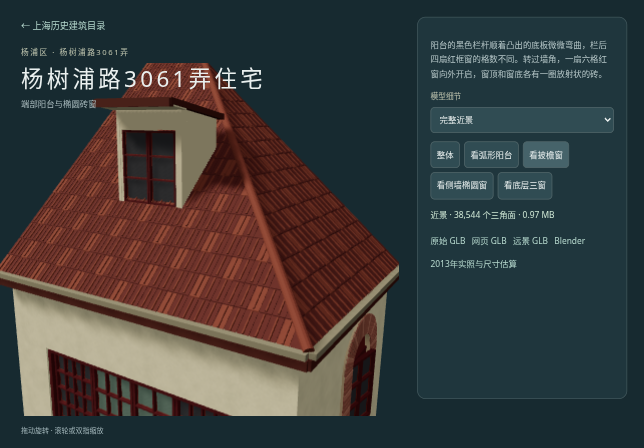 ← 上海历史建筑目录
杨浦区 · 杨树浦路3061弄
杨树浦路3061弄住宅
端部阳台与椭圆砖窗
拖动旋转 · 滚轮或双指缩放
阳台的黑色栏杆顺着凸出的底板微微弯曲，栏后
四扇红框窗的格数不同。转过墙角，一扇六格红
窗向外开启，窗顶和窗底各有一圈放射状的砖。
模型细节
完整近景
整体 看弧形阳台 看披檐窗
看侧墙椭圆窗 看底层三窗
近景 · 38,544 个三角面 · 0.97 MB
原始 GLB 网页 GLB 远景 GLB Blender
2013年实照与尺寸估算